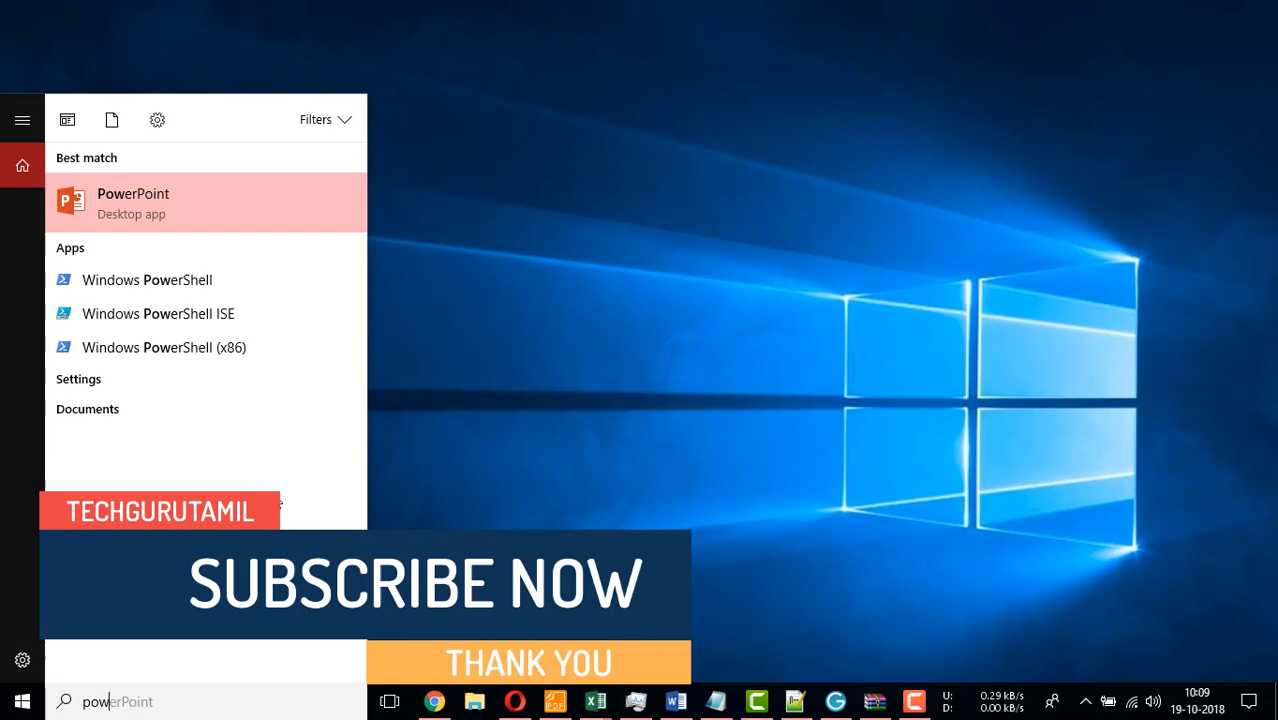 Filters
Best match
PowerPoint
Desktop app
Apps
Windows PowerShell
Windows PowerShell ISE
Windows PowerShell (x86)
Settings
Documents
TECHGURUTAMIL
SUBSCRIBE NOW
THANK YOU
powerPoint
U: 0.29 kB/s
D: 0.00 kB/s
10:09
19-10-2018